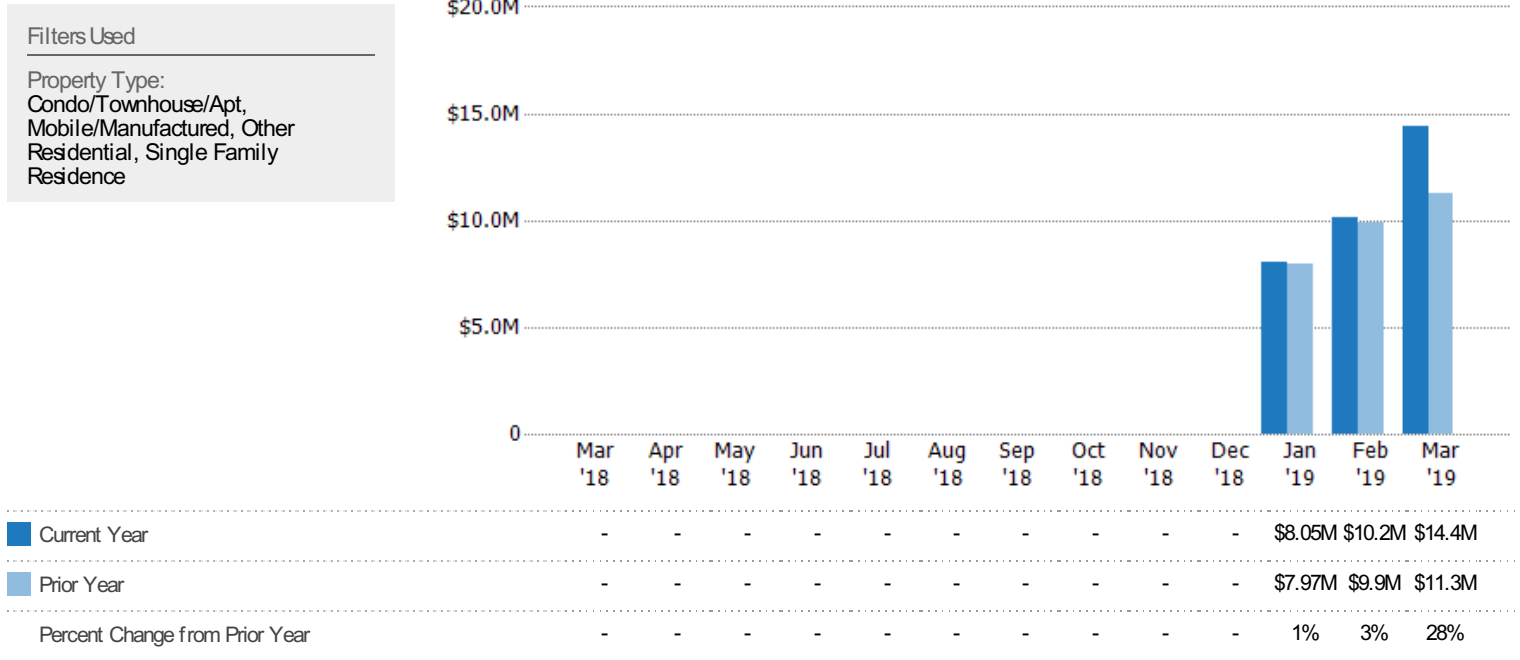 Filters Used
Property Type:
Condo/Townhouse/Apt,
Mobile/Manufactured, Other
Residential, Single Family
Residence
$20.0M
$15.0M
$10.0M
$5.0M
0
Mar Apr May Jun Jul Aug Sep Oct Nov Dec Jan Feb Mar
'18 '18 '18 '18 '18 '18 '18 '18 '18 '18 '19 '19 '19
Current Year - - - - - - - - - - $8.05M $10.2M $14.4M
Prior Year - - - - - - - - - - $7.97M $9.9M $11.3M
Percent Change from Prior Year - - - - - - - - - - 1% 3% 28%